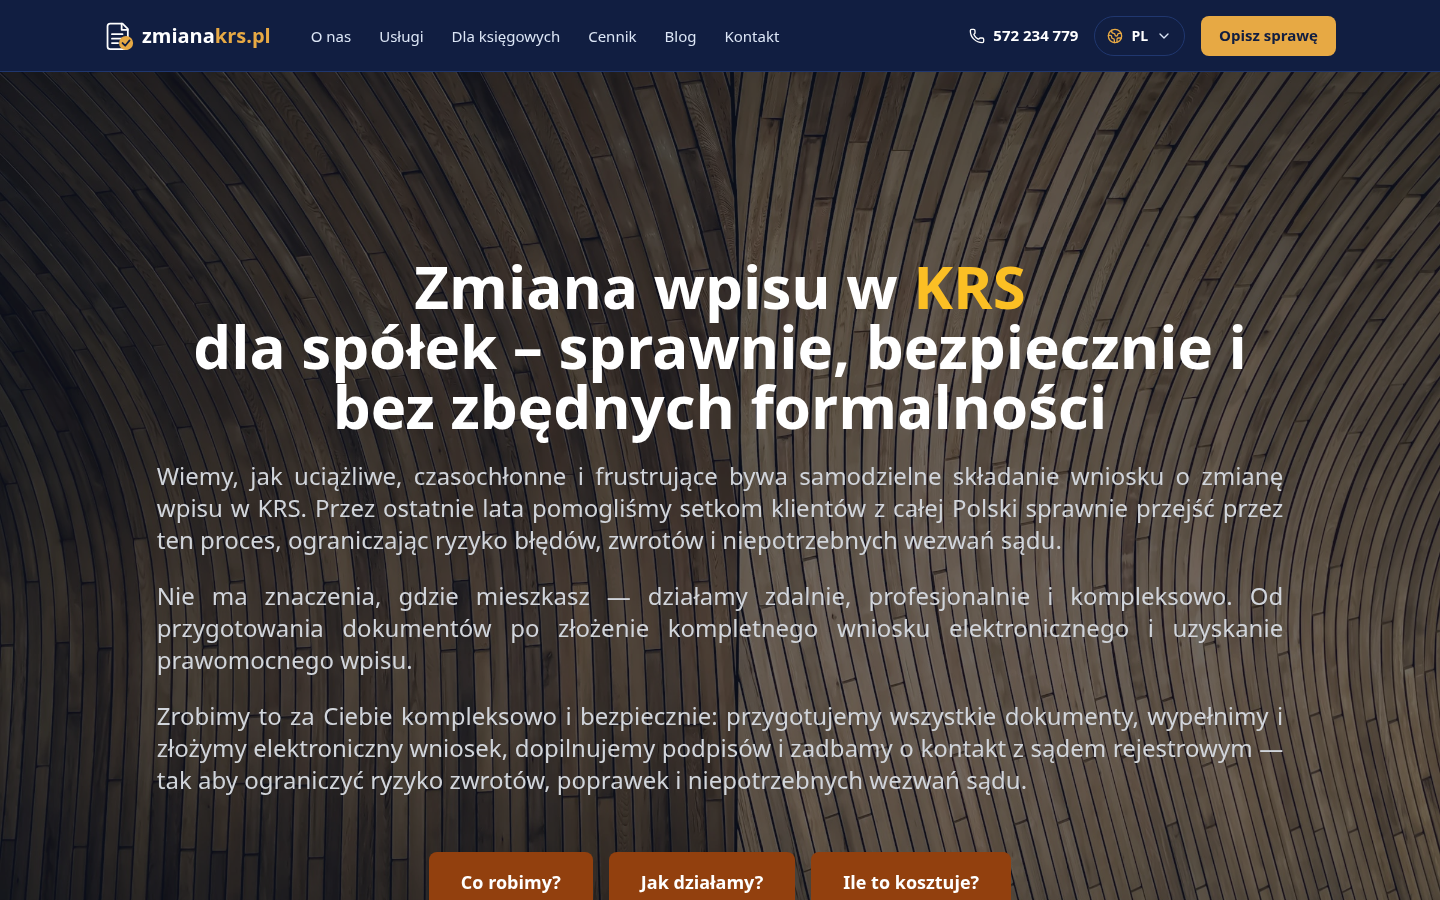 zmianakrs.pl
O nas
Usługi
Dla księgowych
Cennik
Blog
Kontakt
572 234 779
PL
Opisz sprawę
Zmiana wpisu w KRS
dla spółek – sprawnie, bezpiecznie i
bez zbędnych formalności
Wiemy, jak uciążliwe, czasochłonne i frustrujące bywa samodzielne składanie wniosku o zmianę
wpisu w KRS. Przez ostatnie lata pomogliśmy setkom klientów z całej Polski sprawnie przejść przez
ten proces, ograniczając ryzyko błędów, zwrotów i niepotrzebnych wezwań sądu.
Nie ma znaczenia, gdzie mieszkasz — działamy zdalnie, profesjonalnie i kompleksowo. Od
przygotowania dokumentów po złożenie kompletnego wniosku elektronicznego i uzyskanie
prawomocnego wpisu.
Zrobimy to za Ciebie kompleksowo i bezpiecznie: przygotujemy wszystkie dokumenty, wypełnimy i
złożymy elektroniczny wniosek, dopilnujemy podpisów i zadbamy o kontakt z sądem rejestrowym —
tak aby ograniczyć ryzyko zwrotów, poprawek i niepotrzebnych wezwań sądu.
Co robimy?
Jak działamy?
Ile to kosztuje?